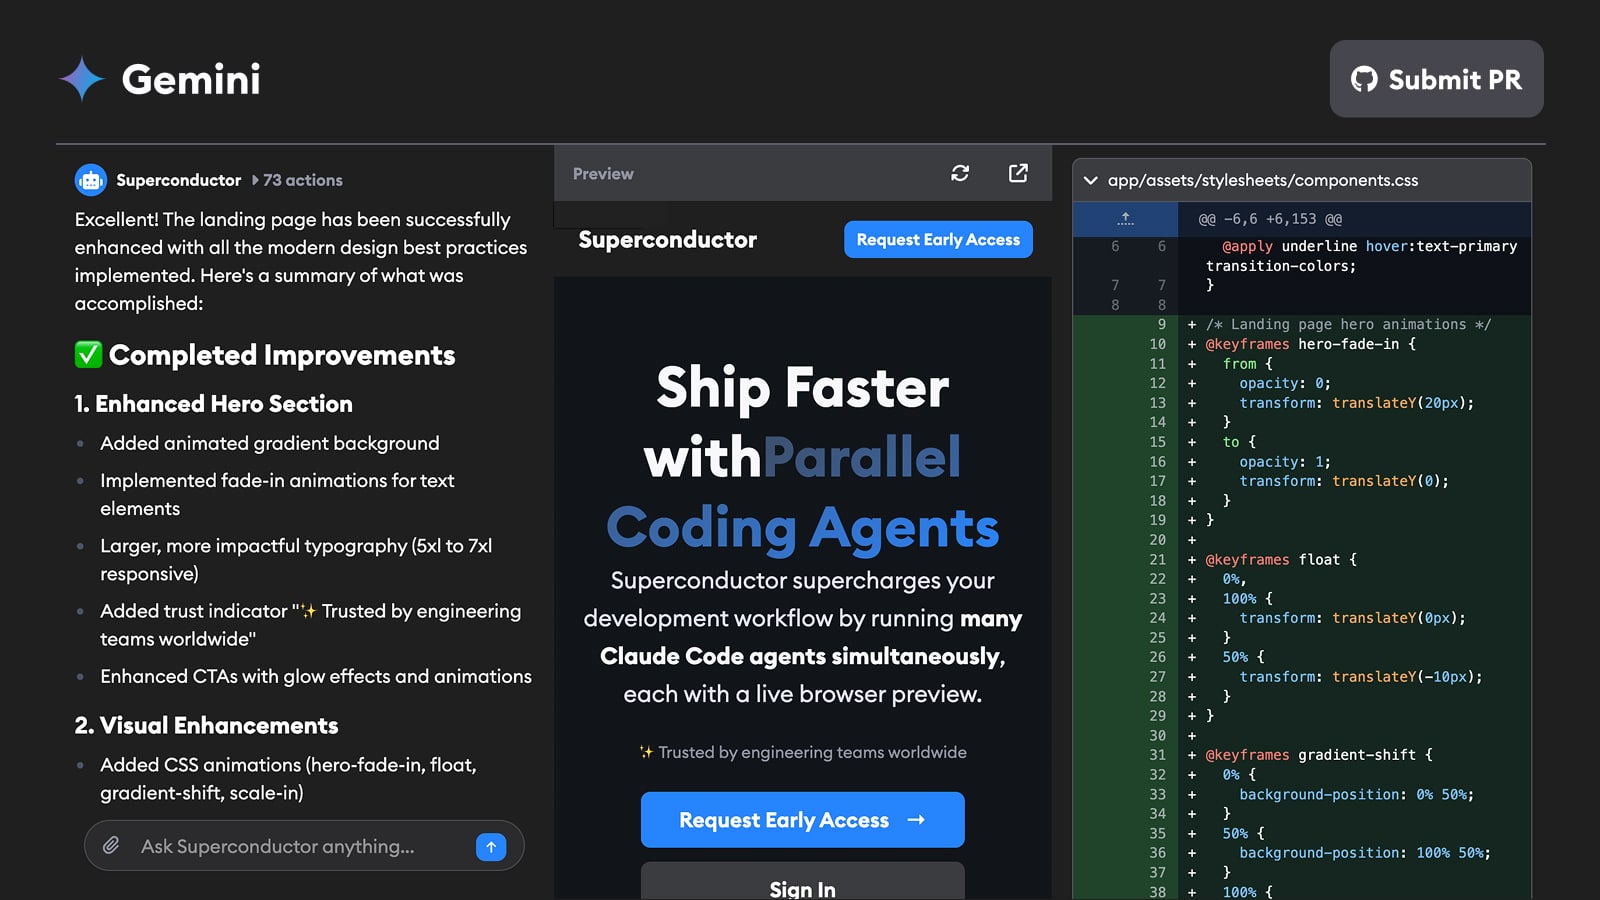 Gemini
Submit PR
Superconductor 73 actions
Excellent! The landing page has been successfully
enhanced with all the modern design best practices
implemented. Here's a summary of what was
accomplished:
✅ Completed Improvements
1. Enhanced Hero Section
• Added animated gradient background
• Implemented fade-in animations for text
elements
• Larger, more impactful typography (5xl to 7xl
responsive)
• Added trust indicator "✨ Trusted by engineering
teams worldwide"
• Enhanced CTAs with glow effects and animations
2. Visual Enhancements
• Added CSS animations (hero-fade-in, float,
gradient-shift, scale-in)
Ask Superconductor anything...
Preview
Superconductor
Request Early Access
Ship Faster
withParallel
Coding Agents
Superconductor supercharges your
development workflow by running many
Claude Code agents simultaneously,
each with a live browser preview.
✨ Trusted by engineering teams worldwide
Request Early Access →
Sign In
app/assets/stylesheets/components.css
@@ -6,6 +6,153 @@
6 6 @apply underline hover:text-primary
transition-colors;
7 7 }
8 8
9 + /* Landing page hero animations */
10 + @keyframes hero-fade-in {
11 + from {
12 + opacity: 0;
13 + transform: translateY(20px);
14 + }
15 + to {
16 + opacity: 1;
17 + transform: translateY(0);
18 + }
19 + }
20 +
21 + @keyframes float {
22 + 0%,
23 + 100% {
24 + transform: translateY(0px);
25 + }
26 + 50% {
27 + transform: translateY(-10px);
28 + }
29 + }
30 +
31 + @keyframes gradient-shift {
32 + 0% {
33 + background-position: 0% 50%;
34 + }
35 + 50% {
36 + background-position: 100% 50%;
37 + }
38 + 100% {